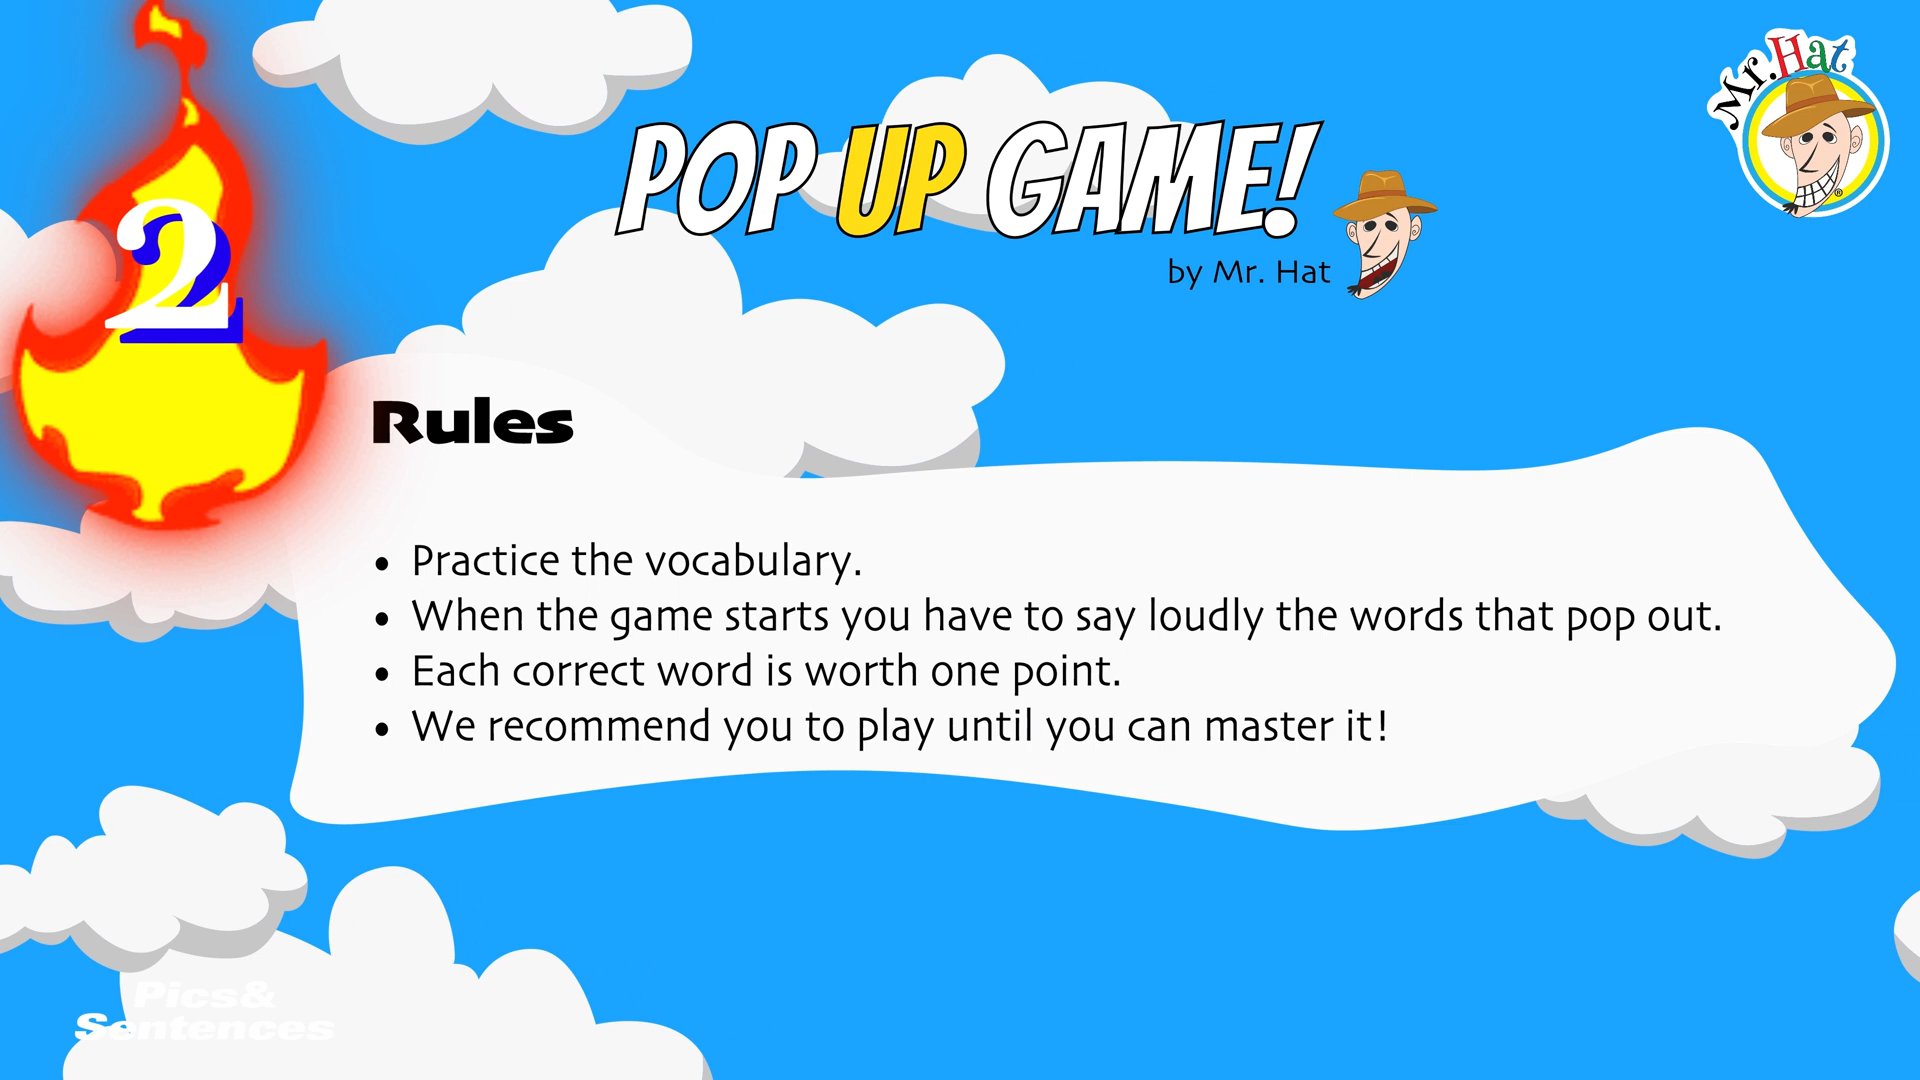 Mr. Hat
POP UP GAME!
by Mr. Hat
2
Rules
• Practice the vocabulary.
• When the game starts you have to say loudly the words that pop out.
• Each correct word is worth one point.
• We recommend you to play until you can master it!
Pics&
Sentences